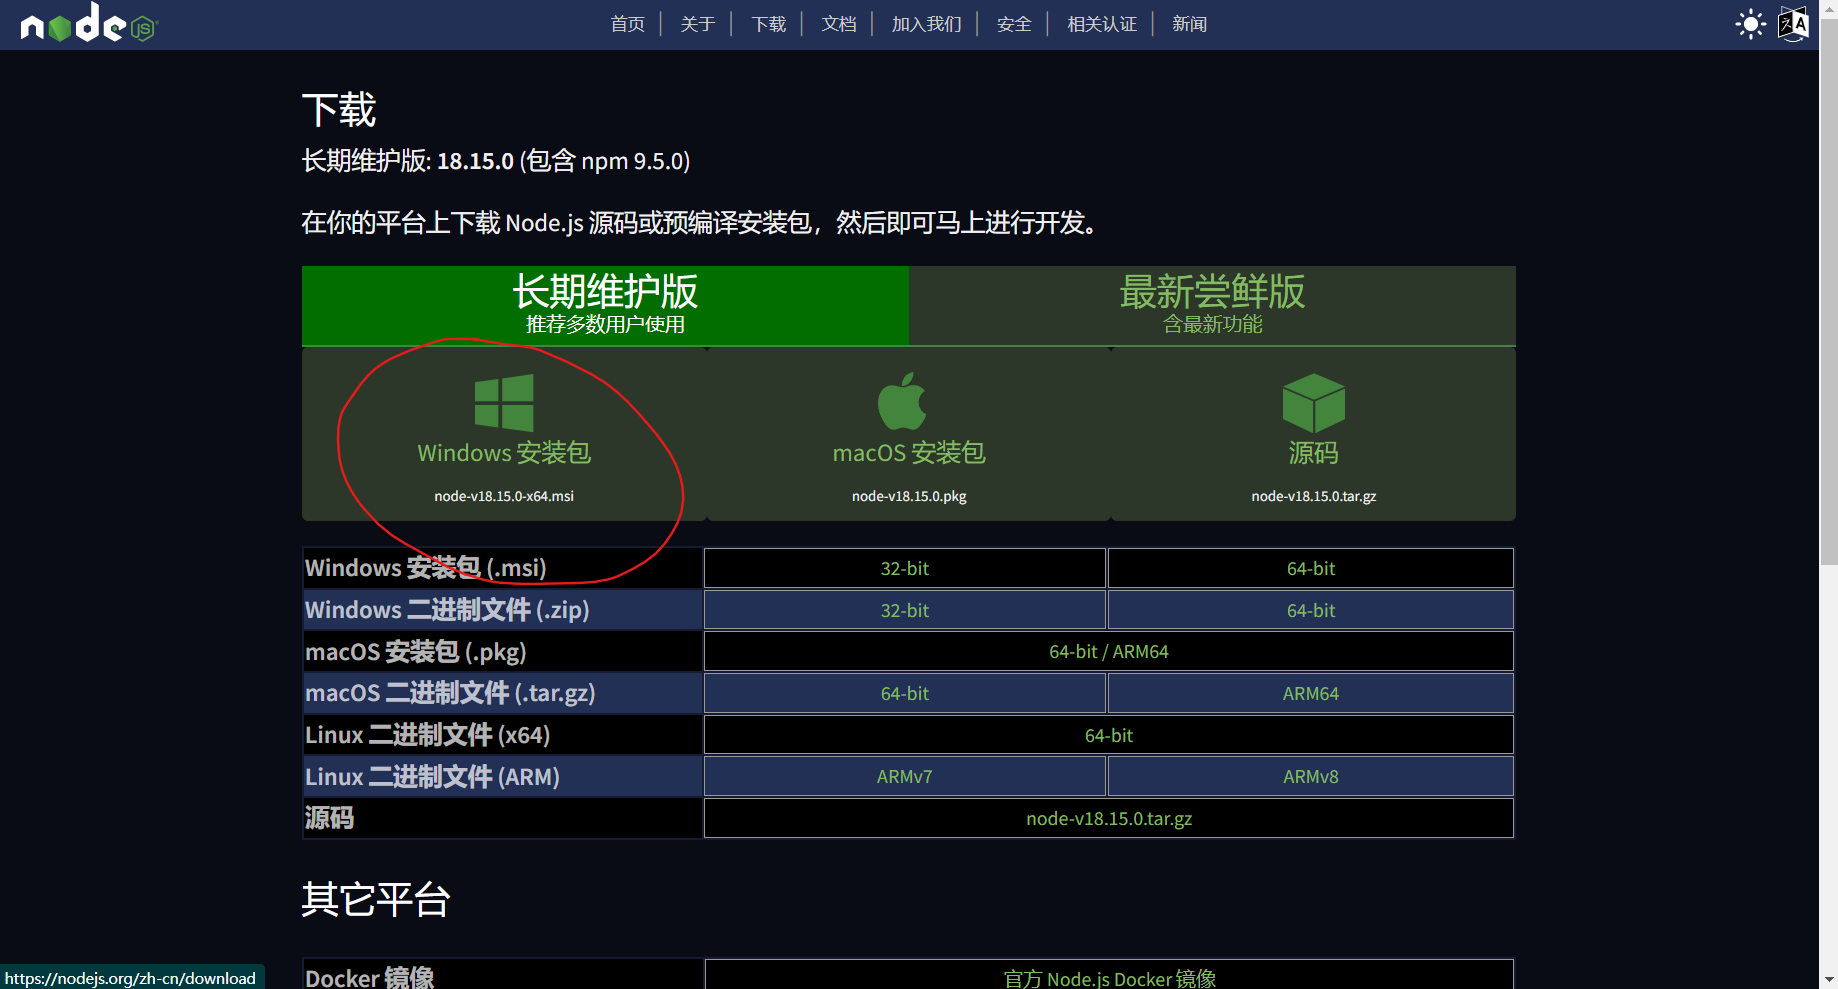 node JS
首页 | 关于 | 下载 | 文档 | 加入我们 | 安全 | 相关认证 | 新闻
下载
长期维护版: 18.15.0 (包含 npm 9.5.0)
在你的平台上下载 Node.js 源码或预编译安装包，然后即可马上进行开发。
长期维护版
推荐多数用户使用
最新尝鲜版
含最新功能
Windows 安装包
node-v18.15.0-x64.msi
macOS 安装包
node-v18.15.0.pkg
源码
node-v18.15.0.tar.gz
Windows 安装包 (.msi) 32-bit 64-bit
Windows 二进制文件 (.zip) 32-bit 64-bit
macOS 安装包 (.pkg) 64-bit / ARM64
macOS 二进制文件 (.tar.gz) 64-bit ARM64
Linux 二进制文件 (x64) 64-bit
Linux 二进制文件 (ARM) ARMv7 ARMv8
源码 node-v18.15.0.tar.gz
其它平台
Docker 镜像 官方 Node.js Docker 镜像
https://nodejs.org/zh-cn/download